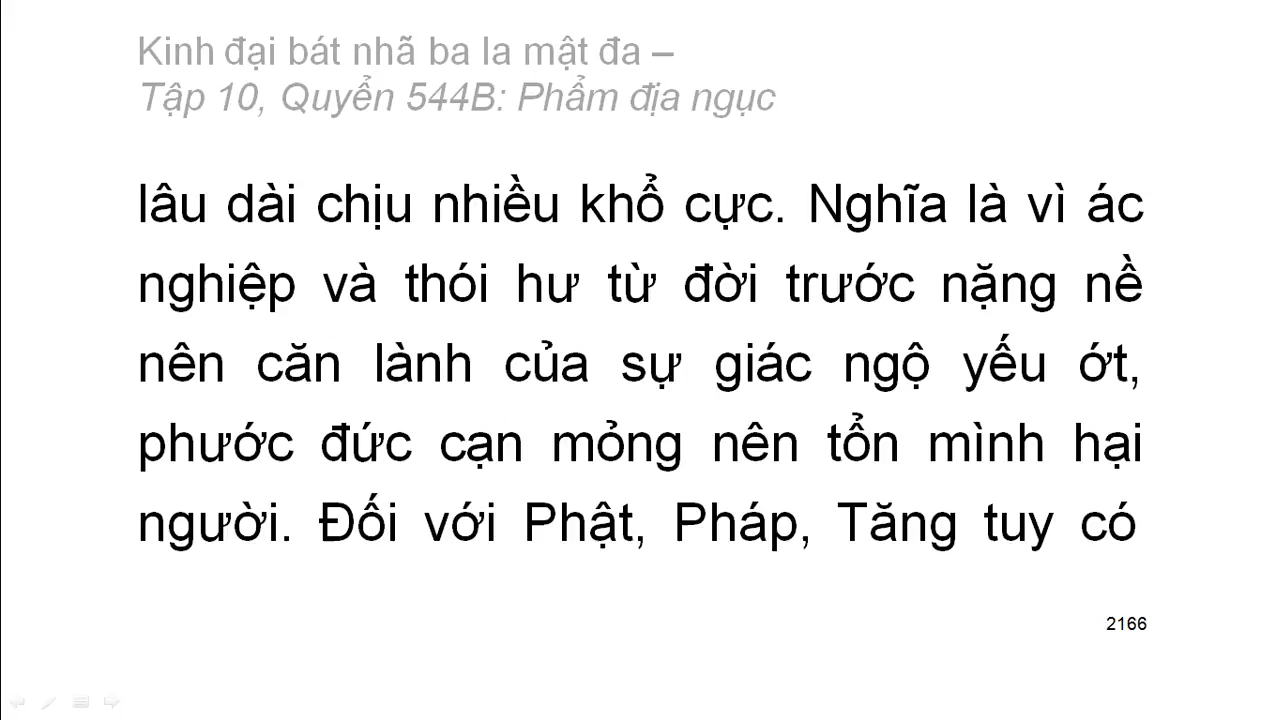 Kinh đại bát nhã ba la mật đa –
Tập 10, Quyển 544B: Phẩm địa ngục
lâu dài chịu nhiều khổ cực. Nghĩa là vì ác
nghiệp và thói hư từ đời trước nặng nề
nên căn lành của sự giác ngộ yếu ớt,
phước đức cạn mỏng nên tổn mình hại
người. Đối với Phật, Pháp, Tăng tuy có
2166